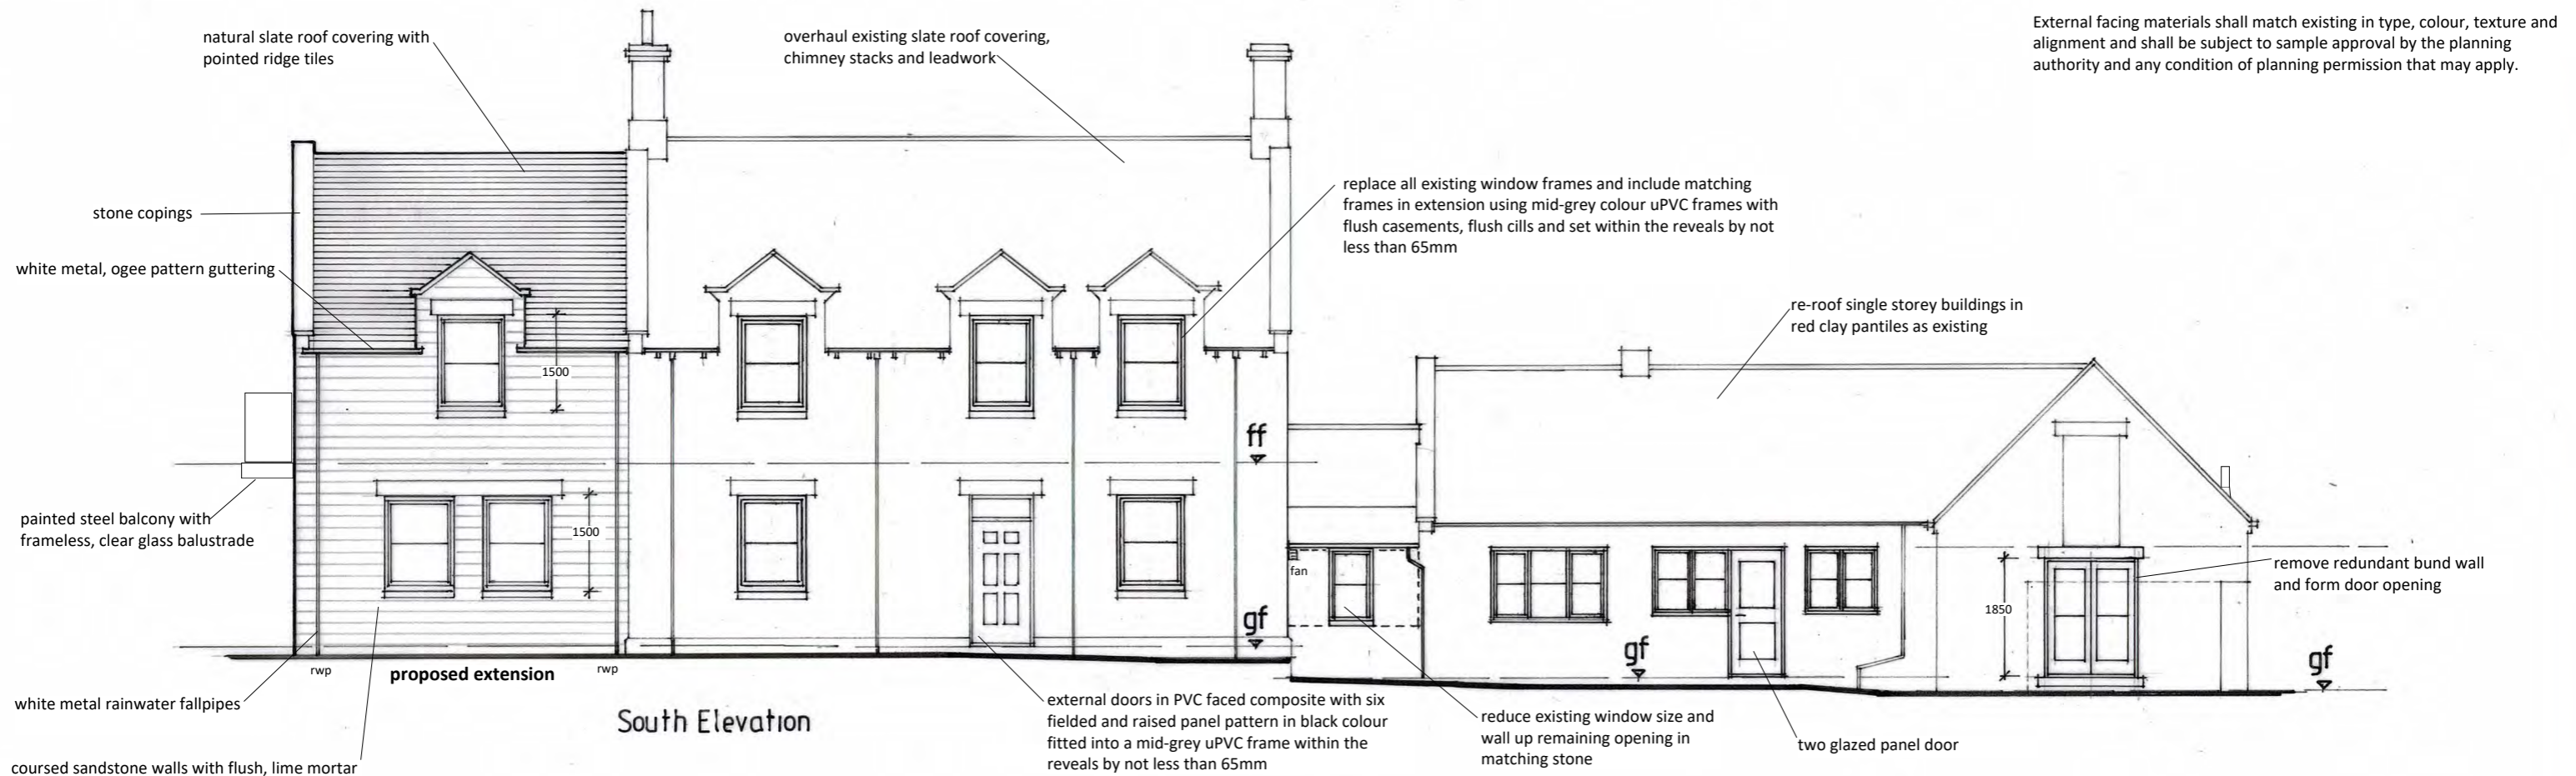 External facing materials shall match existing in type, colour, texture and
alignment and shall be subject to sample approval by the planning
authority and any condition of planning permission that may apply.
natural slate roof covering with
pointed ridge tiles
overhaul existing slate roof covering,
chimney stacks and leadwork
replace all existing window frames and include matching
frames in extension using mid-grey colour uPVC frames with
flush casements, flush cills and set within the reveals by not
less than 65mm
stone copings
white metal, ogee pattern guttering
re-roof single storey buildings in
red clay pantiles as existing
1500
ff
painted steel balcony with
frameless, clear glass balustrade
1500
fan
remove redundant bund wall
and form door opening
1850
gf
gf
gf
rwp
proposed extension
rwp
white metal rainwater fallpipes
South Elevation
external doors in PVC faced composite with six
fielded and raised panel pattern in black colour
fitted into a mid-grey uPVC frame within the
reveals by not less than 65mm
reduce existing window size and
wall up remaining opening in
matching stone
two glazed panel door
coursed sandstone walls with flush, lime mortar